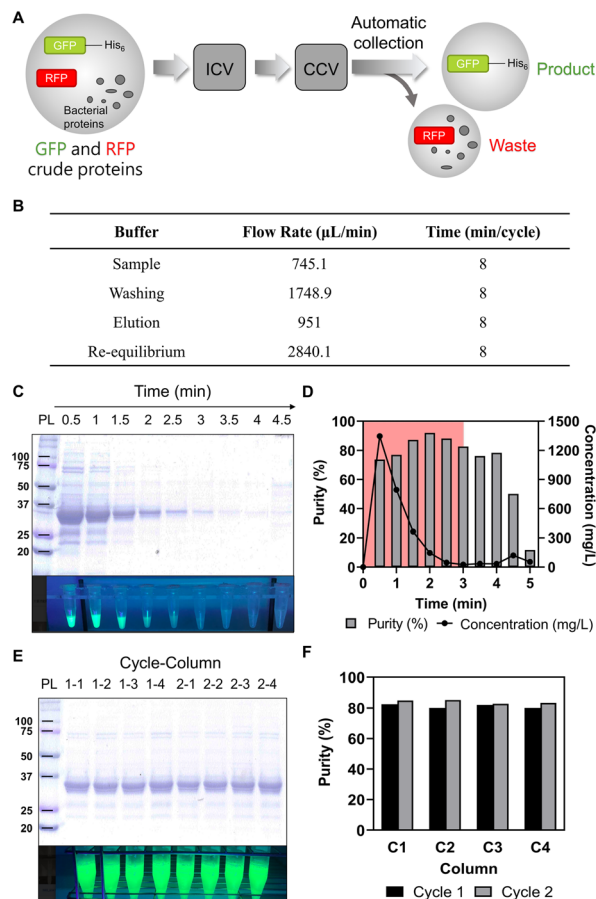 A
GFP
His6
RFP
Bacterial
proteins
GFP and RFP
crude proteins
ICV
CCV
Automatic
collection
GFP
His6
Product
RFP
Waste
B
Buffer Flow Rate (μL/min) Time (min/cycle)
Sample 745.1 8
Washing 1748.9 8
Elution 951 8
Re-equilibrium 2840.1 8
C
Time (min)
PL 0.5 1 1.5 2 2.5 3 3.5 4 4.5
100
75
50
37
25
20
D
100
80
60
40
20
0
Purity (%)
1500
1200
900
600
300
0
Concentration (mg/L)
0 1 2 3 4 5
Time (min)
Purity (%) Concentration (mg/L)
E
Cycle-Column
PL 1-1 1-2 1-3 1-4 2-1 2-2 2-3 2-4
100
75
50
37
25
20
F
100
80
60
40
20
0
Purity (%)
C1 C2 C3 C4
Column
Cycle 1 Cycle 2